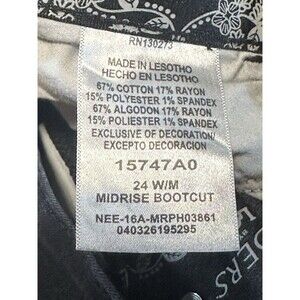 RN130273
MADE IN LESOTHO
HECHO EN LESOTHO
67% COTTON 17% RAYON
15% POLYESTER 1% SPANDEX
67% ALGODON 17% RAYON
15% POLIESTER 1% SPANDEX
EXCLUSIVE OF DECORATION/
EXCEPTO DECORACION
15747A0
24 W/M
MIDRISE BOOTCUT
NEE-16A-MRPH03861
040326195295